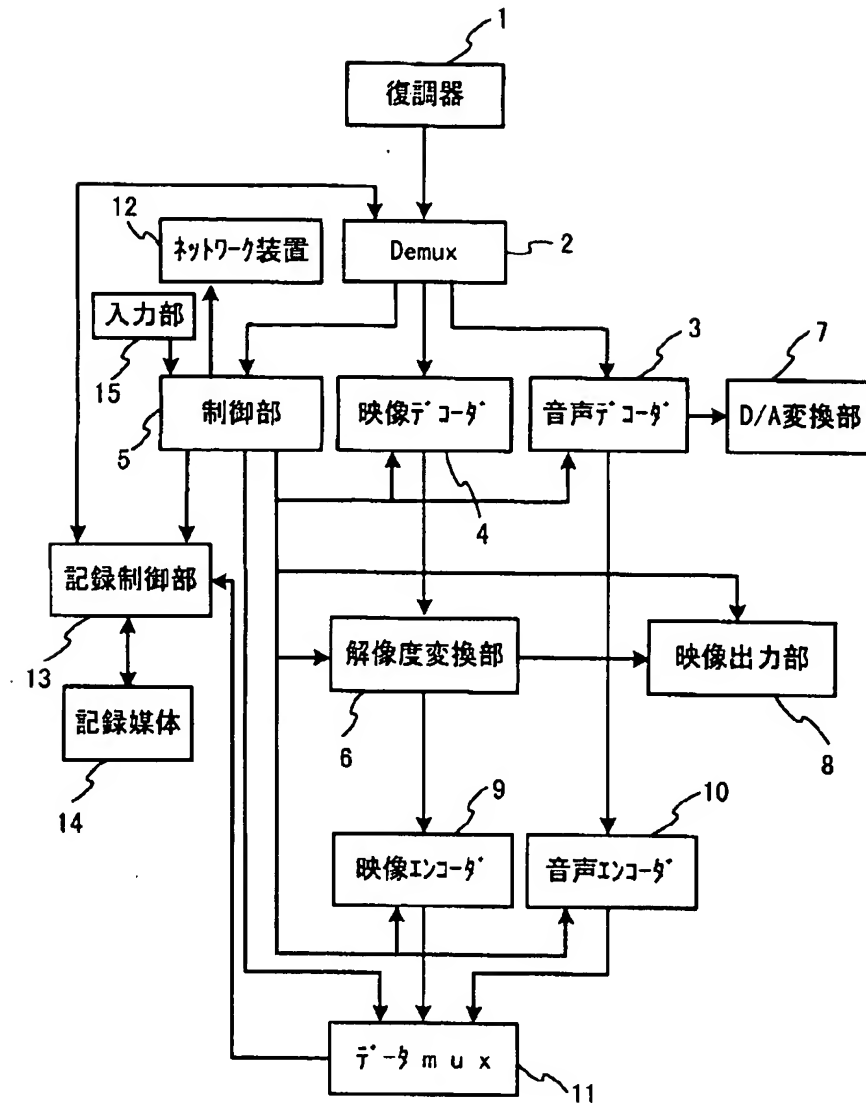 1
復調器
12
ネットワーク装置
Demux
2
入力部
15
3
7
制御部
5
映像デコーダ
音声デコーダ
D/A変換部
4
記録制御部
13
解像度変換部
6
映像出力部
8
記録媒体
14
9
10
映像エンコーダ
音声エンコーダ
データmux
11